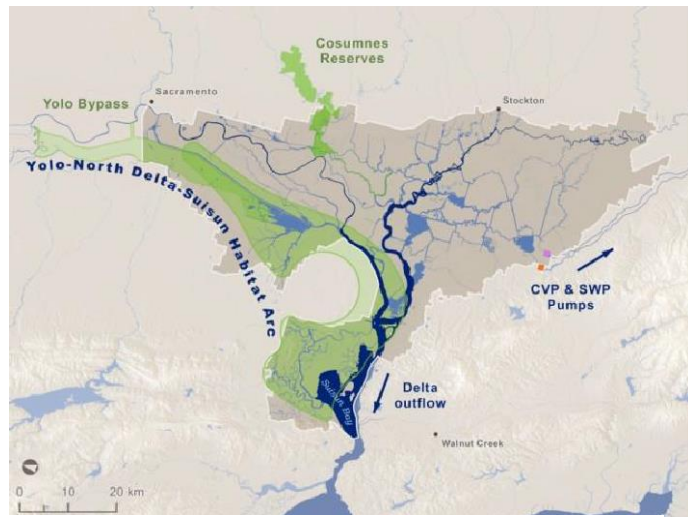 Cosumnes
Reserves
Sacramento
Stockton
Yolo Bypass
Yolo-North Delta-Suisun Habitat Arc
CVP & SWP
Pumps
Suisun Bay
Delta
outflow
Walnut Creek
0 10 20 km